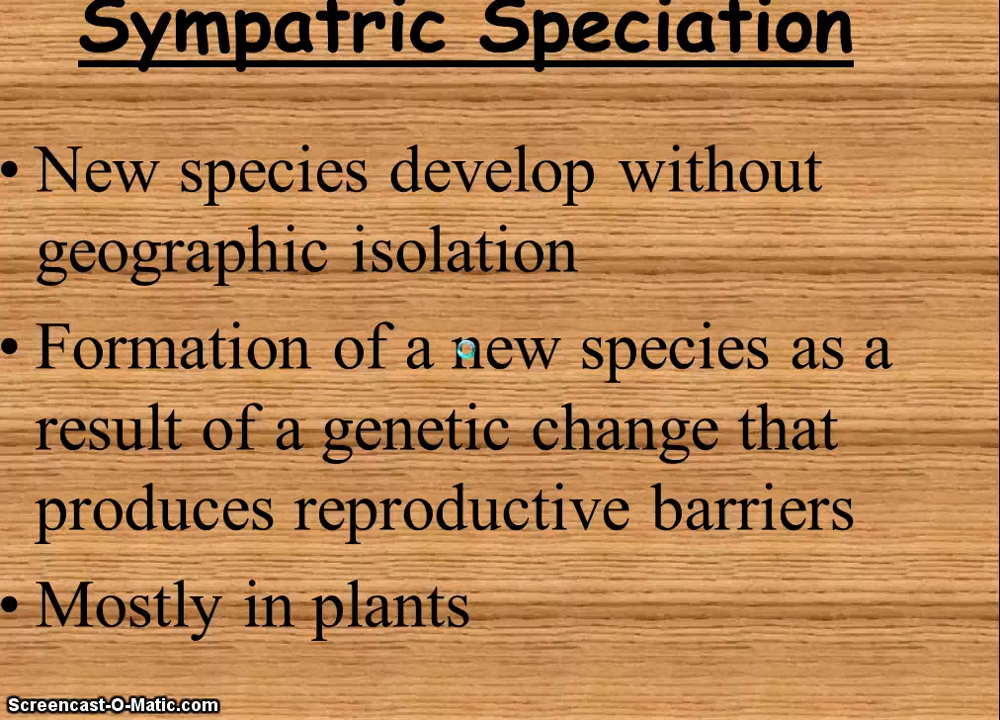 Sympatric Speciation
• New species develop without
geographic isolation
• Formation of a new species as a
result of a genetic change that
produces reproductive barriers
• Mostly in plants
Screencast-O-Matic.com